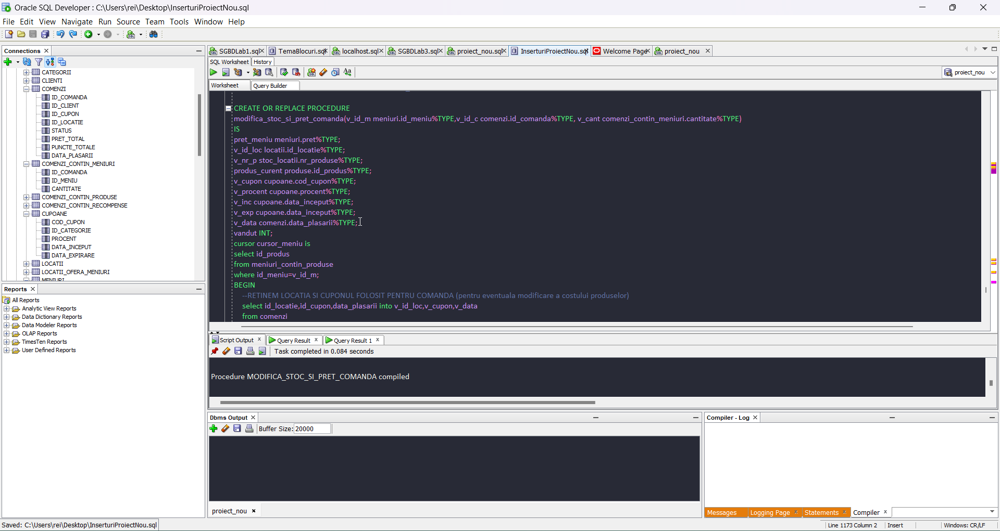 Oracle SQL Developer : C:\Users\rei\Desktop\InserturiProiectNou.sql
File Edit View Navigate Run Source Team Tools Window Help
Connections
SGBDLab1.sql TemaBlocuri.sql localhost.sql SGBDLab3.sql proiect_nou.sql InserturiProiectNou.sql Welcome Page proiect_nou
SQL Worksheet History
proiect_nou
Worksheet Query Builder
CATEGORII
CLIENTI
COMENZI
ID_COMANDA
ID_CLIENT
ID_CUPON
ID_LOCATIE
STATUS
PRET_TOTAL
PUNCTE_TOTALE
DATA_PLASARII
COMENZI_CONTIN_MENIURI
ID_COMANDA
ID_MENIU
CANTITATE
COMENZI_CONTIN_PRODUSE
COMENZI_CONTIN_RECOMPENSE
CUPOANE
COD_CUPON
ID_CATEGORIE
PROCENT
DATA_INCEPUT
DATA_EXPIRARE
LOCATII
LOCATII_OFERA_MENIURI
MENIURI
Reports
All Reports
Analytic View Reports
Data Dictionary Reports
Data Modeler Reports
OLAP Reports
TimesTen Reports
User Defined Reports
CREATE OR REPLACE PROCEDURE
modifica_stoc_si_pret_comanda(v_id_m meniuri.id_meniu%TYPE,v_id_c comenzi.id_comanda%TYPE, v_cant comenzi_contin_meniuri.cantitate%TYPE)
IS
pret_meniu meniuri.pret%TYPE;
v_id_loc locatii.id_locatie%TYPE;
v_nr_p stoc_locatii.nr_produse%TYPE;
produs_curent produse.id_produs%TYPE;
v_cupon cupoane.cod_cupon%TYPE;
v_procent cupoane.procent%TYPE;
v_inc cupoane.data_inceput%TYPE;
v_exp cupoane.data_inceput%TYPE;
v_data comenzi.data_plasarii%TYPE;
vandut INT;
cursor cursor_meniu is
select id_produs
from meniuri_contin_produse
where id_meniu=v_id_m;
BEGIN
--RETINEM LOCATIA SI CUPONUL FOLOSIT PENTRU COMANDA (pentru eventuala modificare a costului produselor)
select id_locatie,id_cupon,data_plasarii into v_id_loc,v_cupon,v_data
from comenzi
Script Output Query Result Query Result 1
Task completed in 0.084 seconds
Procedure MODIFICA_STOC_SI_PRET_COMANDA compiled
Dbms Output
Buffer Size: 20000
proiect_nou
Compiler - Log
Messages Logging Page Statements Compiler
Saved: C:\Users\rei\Desktop\InserturiProiectNou.sql
Line 1173 Column 2 Insert Windows: CR/LF